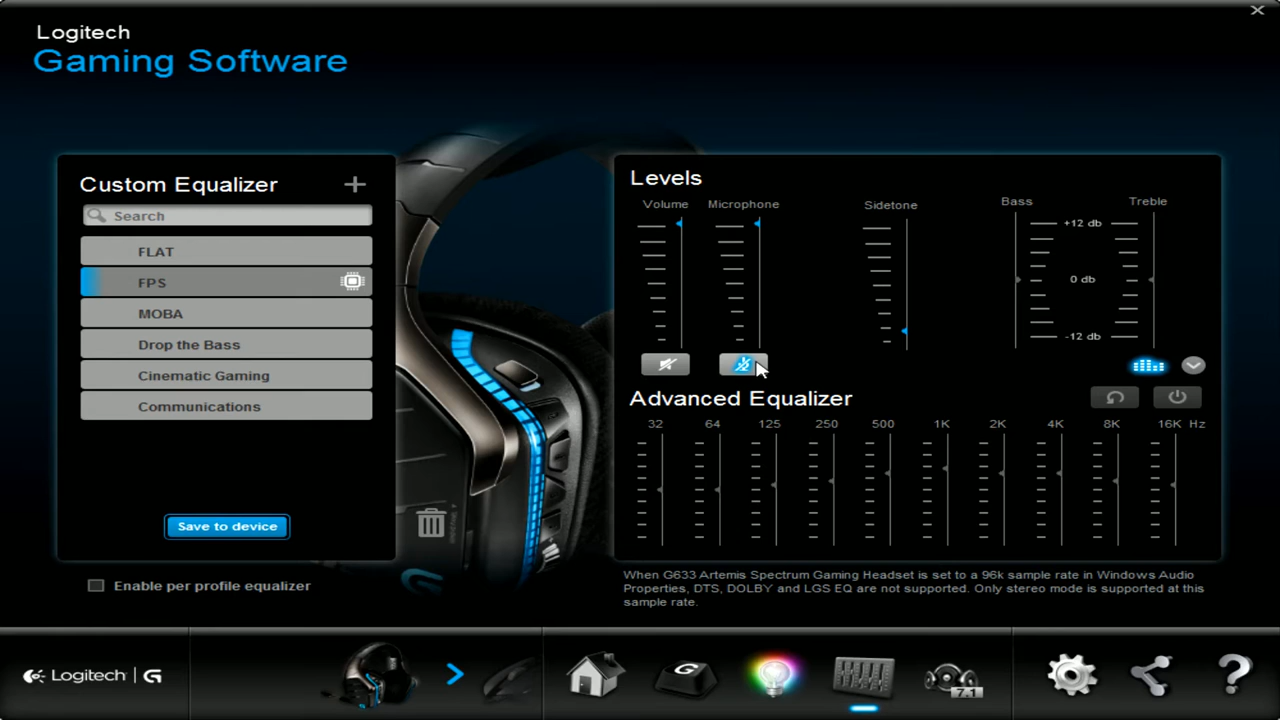 Logitech
Gaming Software
Custom Equalizer
Search
FLAT
FPS
MOBA
Drop the Bass
Cinematic Gaming
Communications
Save to device
Enable per profile equalizer
Levels
Volume Microphone Sidetone Bass Treble
+12 db
0 db
-12 db
Advanced Equalizer
32 64 125 250 500 1K 2K 4K 8K 16K Hz
When G633 Artemis Spectrum Gaming Headset is set to a 96k sample rate in Windows Audio
Properties, DTS, DOLBY and LGS EQ are not supported. Only stereo mode is supported at this
sample rate.
Logitech G
G
7.1
?